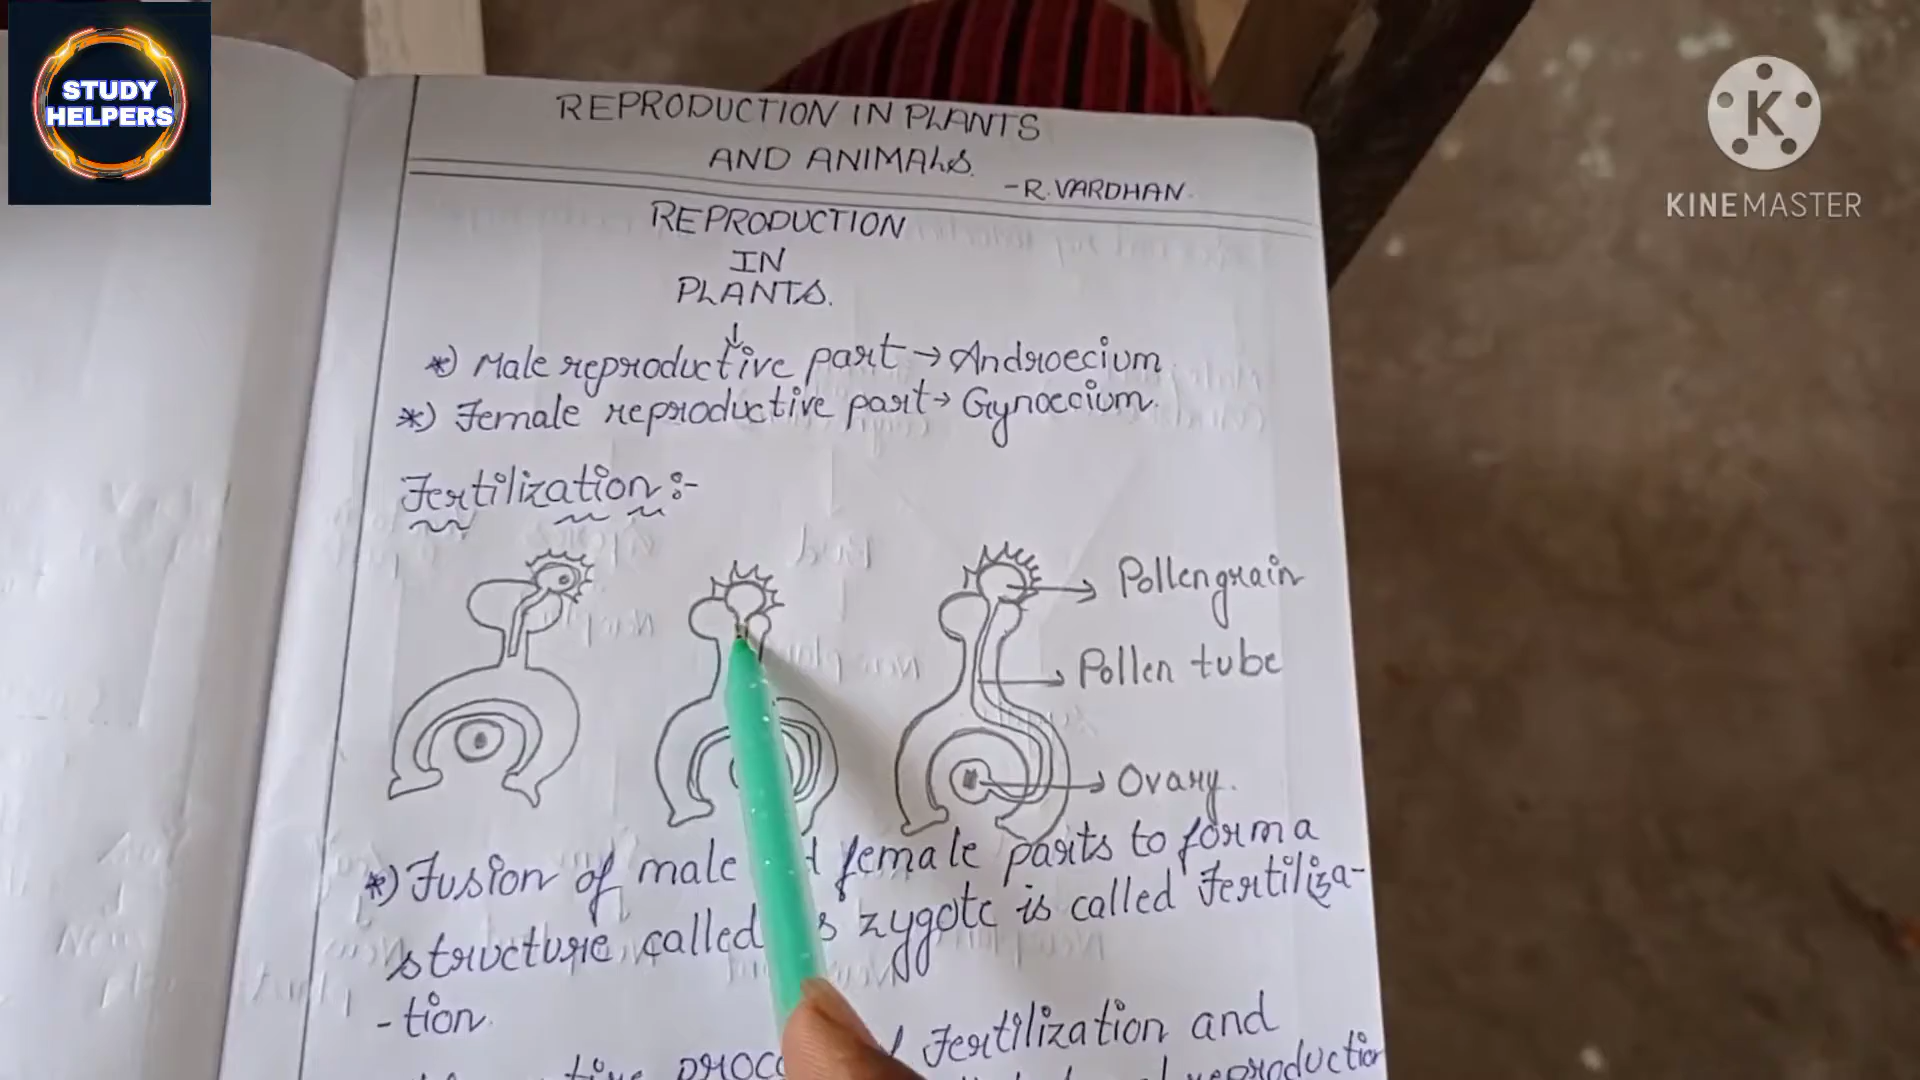 STUDY
HELPERS
K
KINEMASTER
REPRODUCTION IN PLANTS
AND ANIMALS.
-R.VARDHAN.
REPRODUCTION
IN
PLANTS.
*) Male reproductive part → Androecium
*) Female reproductive part → Gynoecium.
Fertilization :-
Pollengrain
Pollen tube
Ovary.
*) Fusion of male female parts to form a
structure called zygote is called Fertiliza-
-tion.
Fertilization and
reproduction